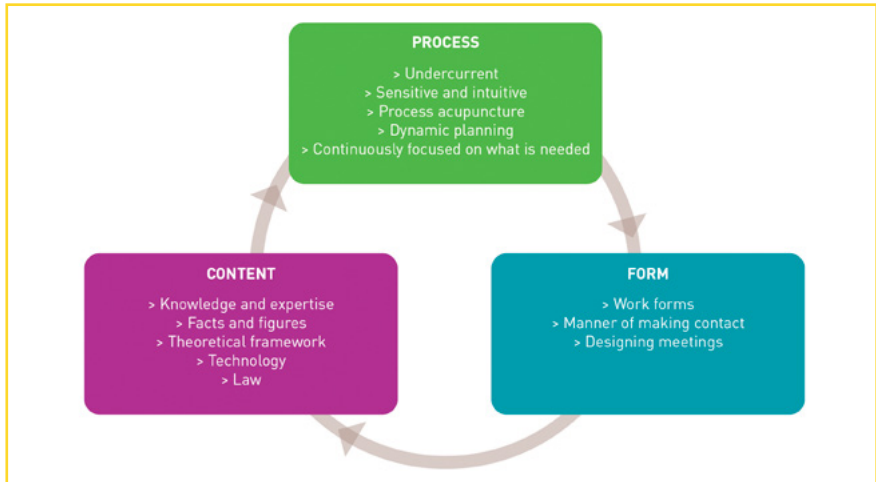 PROCESS
> Undercurrent
> Sensitive and intuitive
> Process acupuncture
> Dynamic planning
> Continuously focused on what is needed
CONTENT
> Knowledge and expertise
> Facts and figures
> Theoretical framework
> Technology
> Law
FORM
> Work forms
> Manner of making contact
> Designing meetings